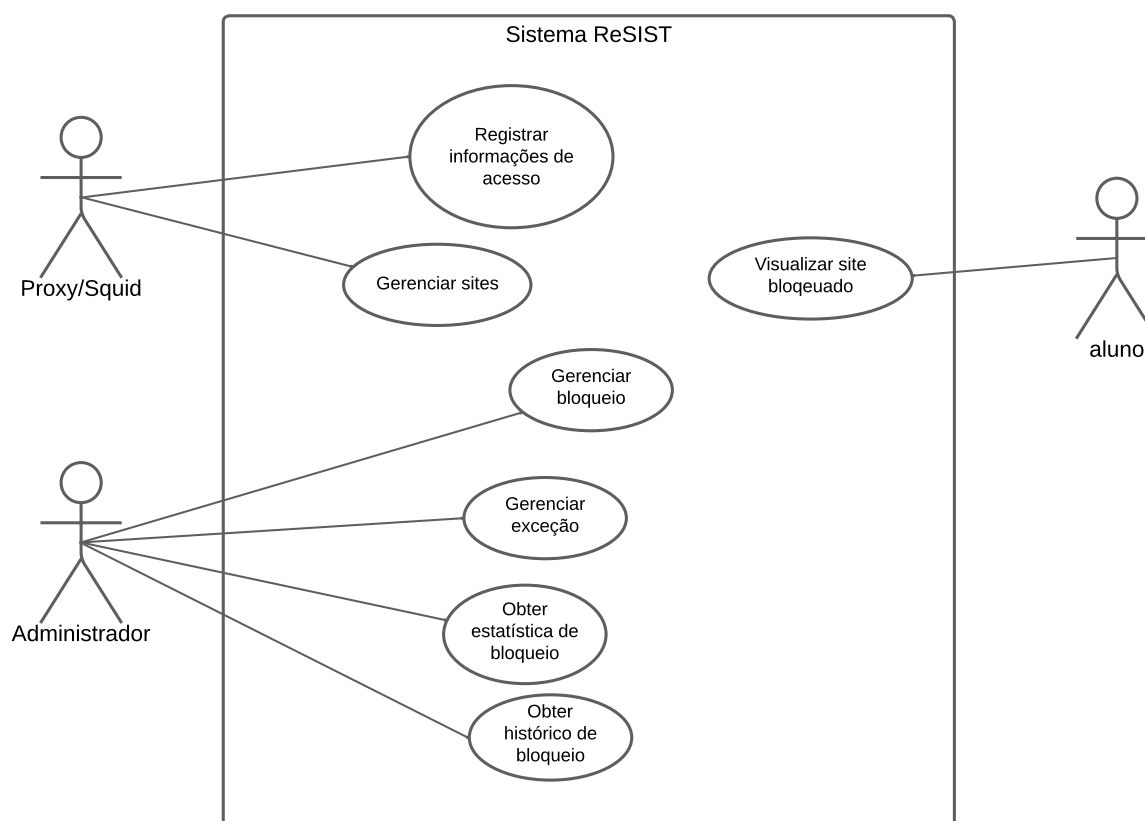 Sistema ReSIST
Registrar
informações de
acesso
Proxy/Squid
Gerenciar sites
Visualizar site
bloqeuado
aluno
Gerenciar
bloqueio
Gerenciar
exceção
Administrador
Obter
estatística de
bloqueio
Obter
histórico de
bloqueio